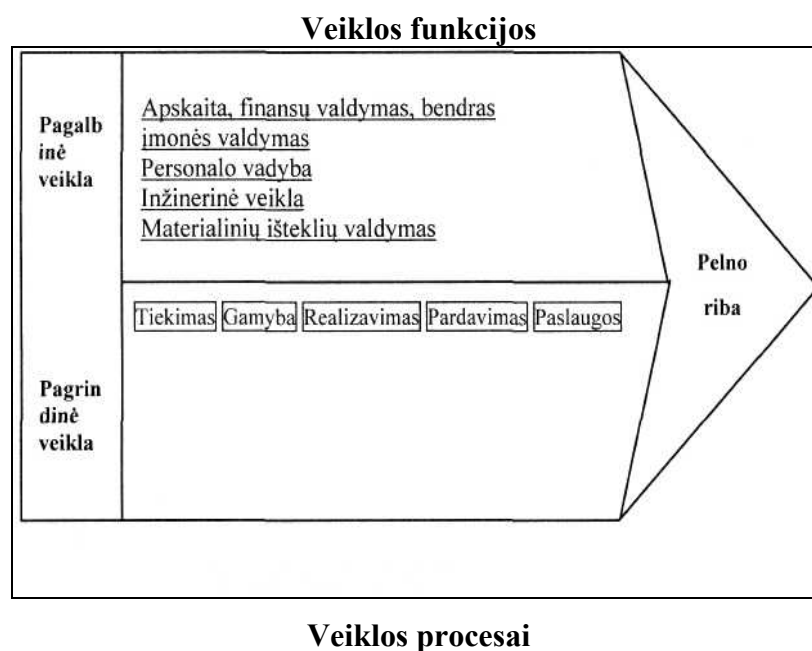 Veiklos funkcijos
Pagalb
inė
veikla
Apskaita, finansų valdymas, bendras
įmonės valdymas
Personalo vadyba
Inžinerinė veikla
Materialinių išteklių valdymas
Pelno
riba
Tiekimas Gamyba Realizavimas Pardavimas Paslaugos
Pagrin
dinė
veikla
Veiklos procesai